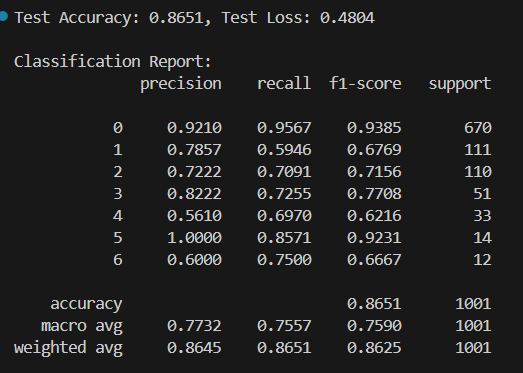 Test Accuracy: 0.8651, Test Loss: 0.4804
Classification Report:
precision recall f1-score support
0 0.9210 0.9567 0.9385 670
1 0.7857 0.5946 0.6769 111
2 0.7222 0.7091 0.7156 110
3 0.8222 0.7255 0.7708 51
4 0.5610 0.6970 0.6216 33
5 1.0000 0.8571 0.9231 14
6 0.6000 0.7500 0.6667 12
accuracy 0.8651 1001
macro avg 0.7732 0.7557 0.7590 1001
weighted avg 0.8645 0.8651 0.8625 1001